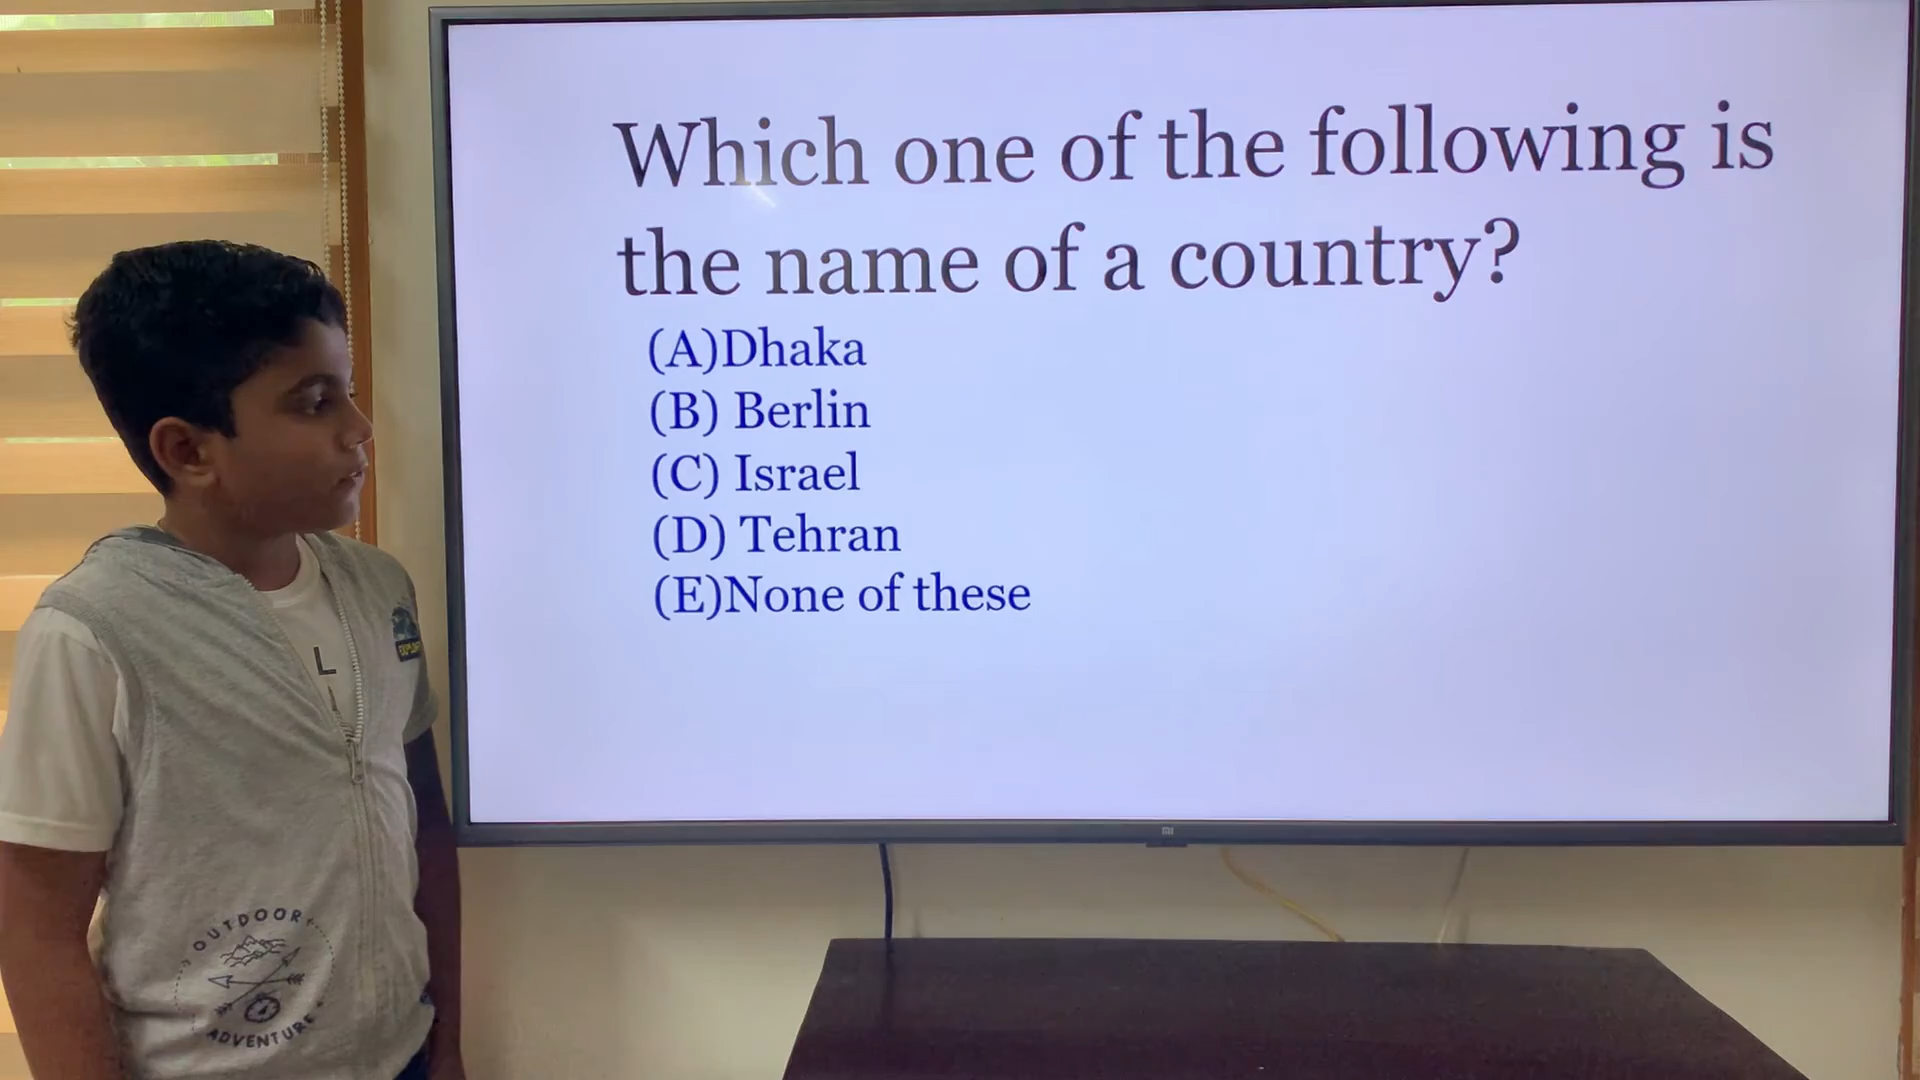 Which one of the following is
the name of a country?
(A)Dhaka
(B) Berlin
(C) Israel
(D) Tehran
(E)None of these
L
OUTDOOR
ADVENTURE
mi